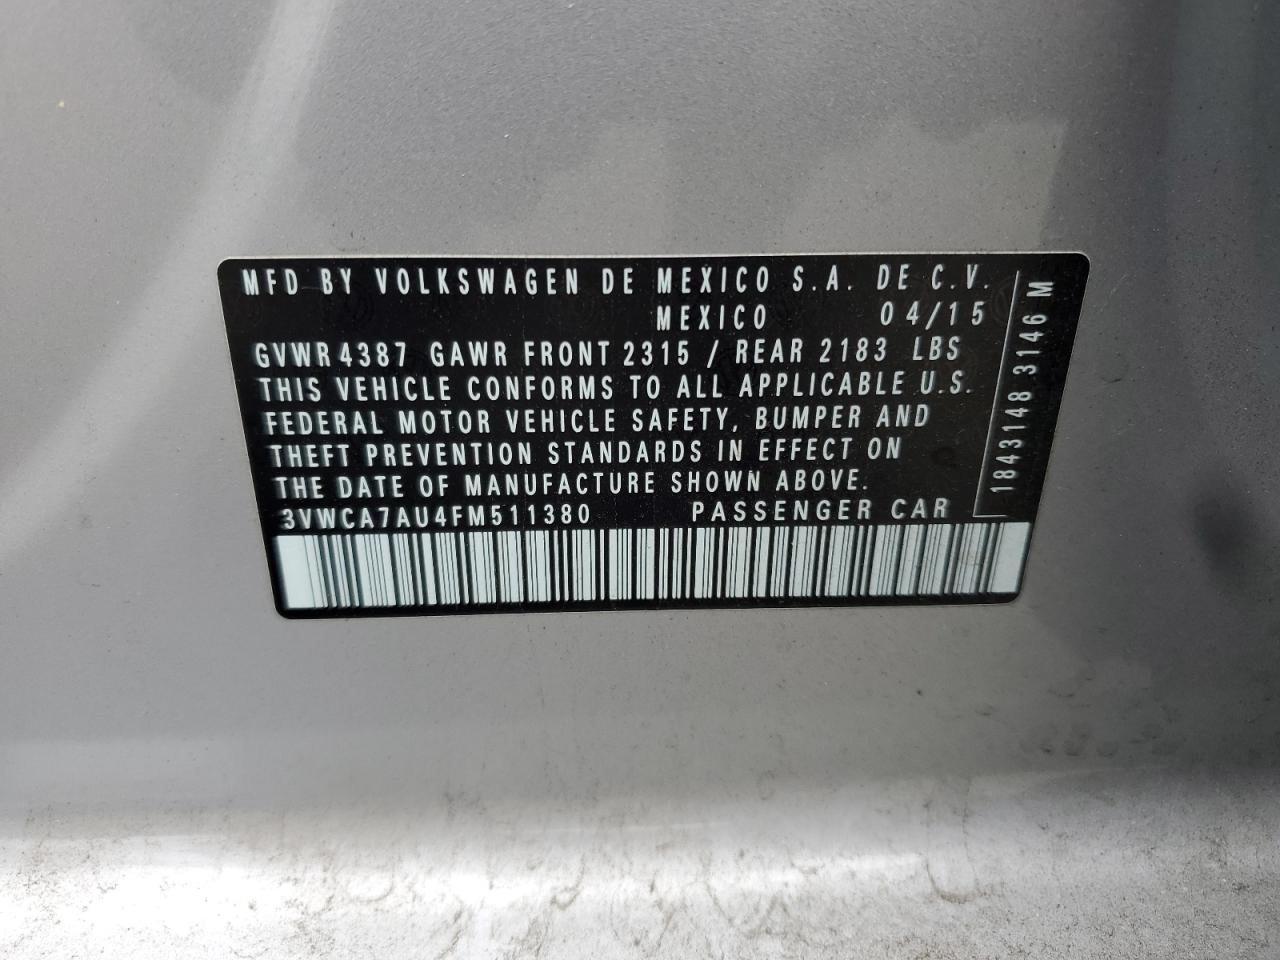 MFD BY VOLKSWAGEN DE MEXICO S.A. DE C.V.
MEXICO 04/15
GVWR 4387 GAWR FRONT 2315 / REAR 2183 LBS
THIS VEHICLE CONFORMS TO ALL APPLICABLE U.S.
FEDERAL MOTOR VEHICLE SAFETY, BUMPER AND
THEFT PREVENTION STANDARDS IN EFFECT ON
THE DATE OF MANUFACTURE SHOWN ABOVE.
3VWCA7AU4FM511380 PASSENGER CAR
1843148 3146 M